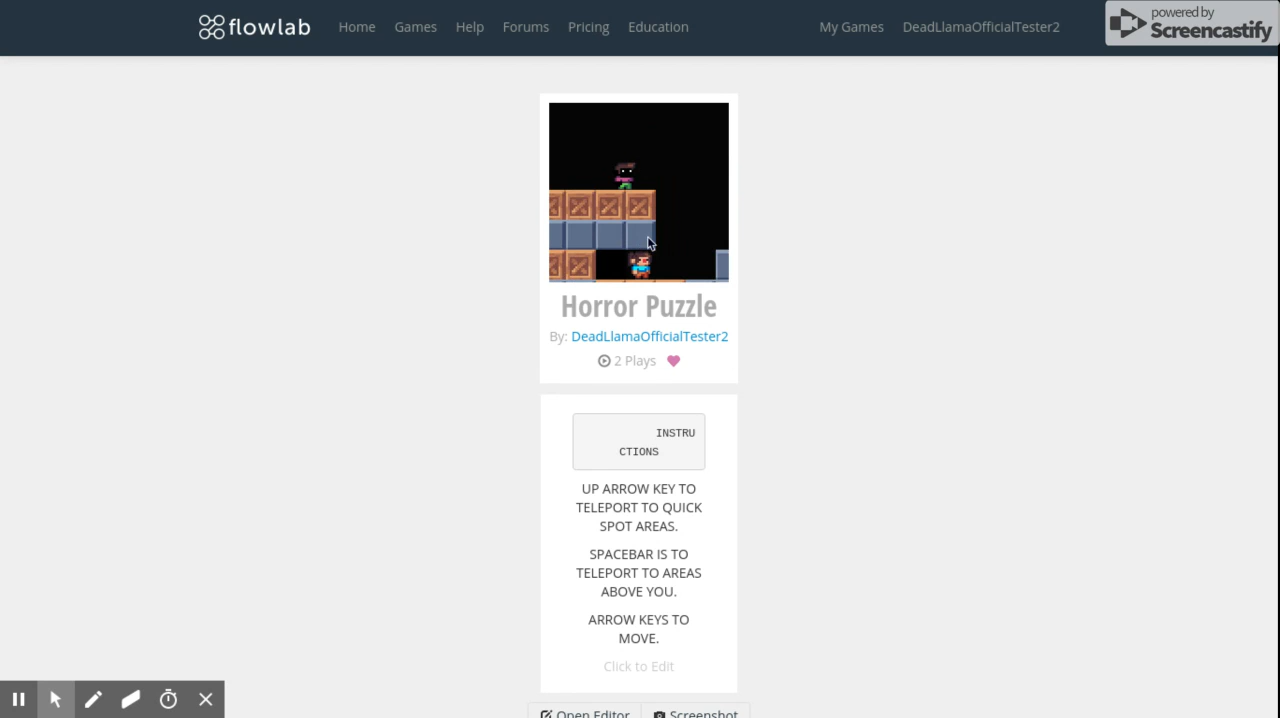 flowlab Home Games Help Forums Pricing Education My Games DeadLlamaOfficialTester2
powered by
Screencastify
Horror Puzzle
By: DeadLlamaOfficialTester2
2 Plays
INSTRU
CTIONS
UP ARROW KEY TO
TELEPORT TO QUICK
SPOT AREAS.
SPACEBAR IS TO
TELEPORT TO AREAS
ABOVE YOU.
ARROW KEYS TO
MOVE.
Click to Edit
Open Editor Screenshot